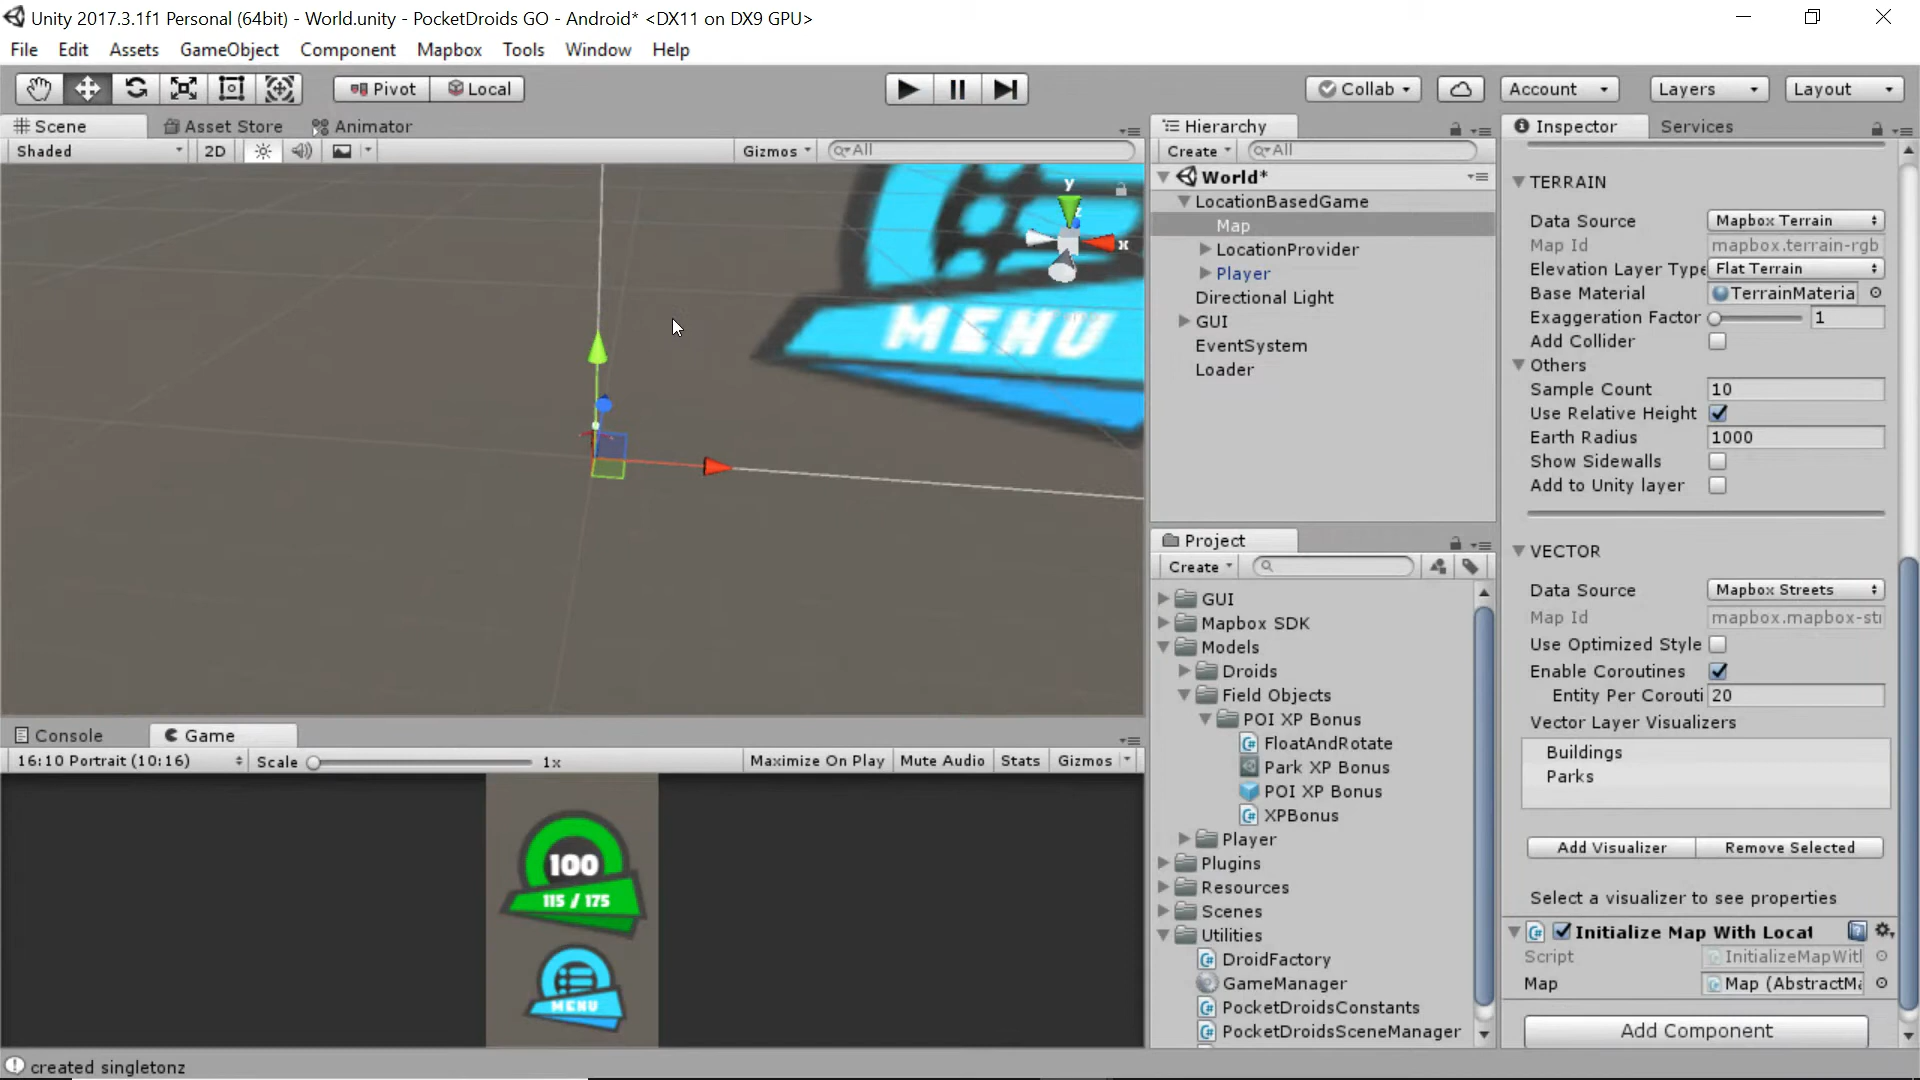 Unity 2017.3.1f1 Personal (64bit) - World.unity - PocketDroids GO - Android* <DX11 on DX9 GPU>
File Edit Assets GameObject Component Mapbox Tools Window Help
Pivot Local Collab Account Layers Layout
Scene Asset Store Animator
Shaded 2D Gizmos All
y
z
x
MENU
Console Game
16:10 Portrait (10:16) Scale 1x Maximize On Play Mute Audio Stats Gizmos
100
115 / 175
MENU
created singletonz
Hierarchy
Create All
World*
LocationBasedGame
Map
LocationProvider
Player
Directional Light
GUI
EventSystem
Loader
Project
Create
GUI
Mapbox SDK
Models
Droids
Field Objects
POI XP Bonus
FloatAndRotate
Park XP Bonus
POI XP Bonus
XPBonus
Player
Plugins
Resources
Scenes
Utilities
DroidFactory
GameManager
PocketDroidsConstants
PocketDroidsSceneManager
Inspector Services
TERRAIN
Data Source Mapbox Terrain
Map Id mapbox.terrain-rgb
Elevation Layer Type Flat Terrain
Base Material TerrainMateria
Exaggeration Factor 1
Add Collider
Others
Sample Count 10
Use Relative Height
Earth Radius 1000
Show Sidewalls
Add to Unity layer
VECTOR
Data Source Mapbox Streets
Map Id mapbox.mapbox-str
Use Optimized Style
Enable Coroutines
Entity Per Corouti 20
Vector Layer Visualizers
Buildings
Parks
Add Visualizer Remove Selected
Select a visualizer to see properties
Initialize Map With Locat
Script InitializeMapWitl
Map Map (AbstractMa
Add Component